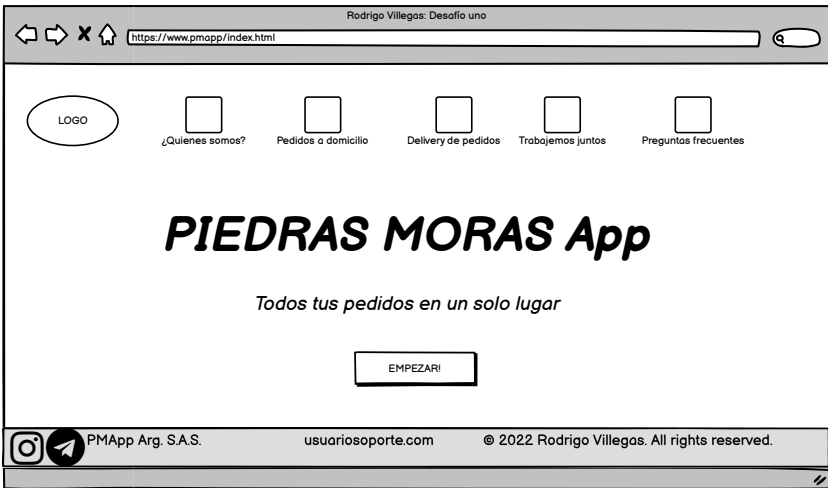 Rodrigo Villegas: Desafío uno
https://www.pmapp/index.html
LOGO
¿Quienes somos?
Pedidos a domicilio
Delivery de pedidos
Trabajemos juntos
Preguntas frecuentes
PIEDRAS MORAS App
Todos tus pedidos en un solo lugar
EMPEZAR!
PMApp Arg. S.A.S.
usuariosoporte.com
© 2022 Rodrigo Villegas. All rights reserved.